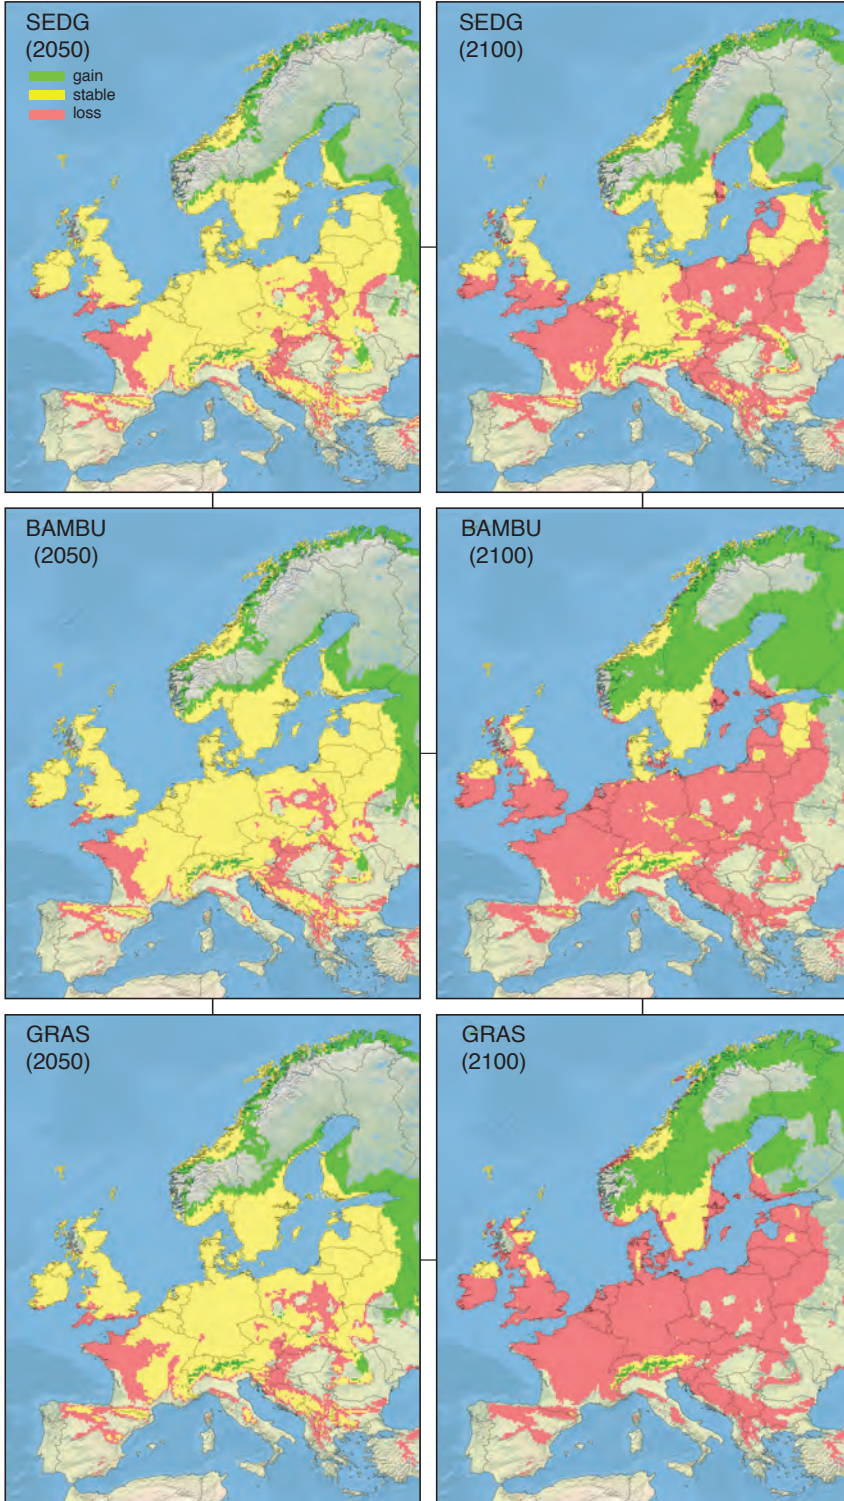 SEDG
(2050)
gain
stable
loss
SEDG
(2100)
BAMBU
(2050)
BAMBU
(2100)
GRAS
(2050)
GRAS
(2100)